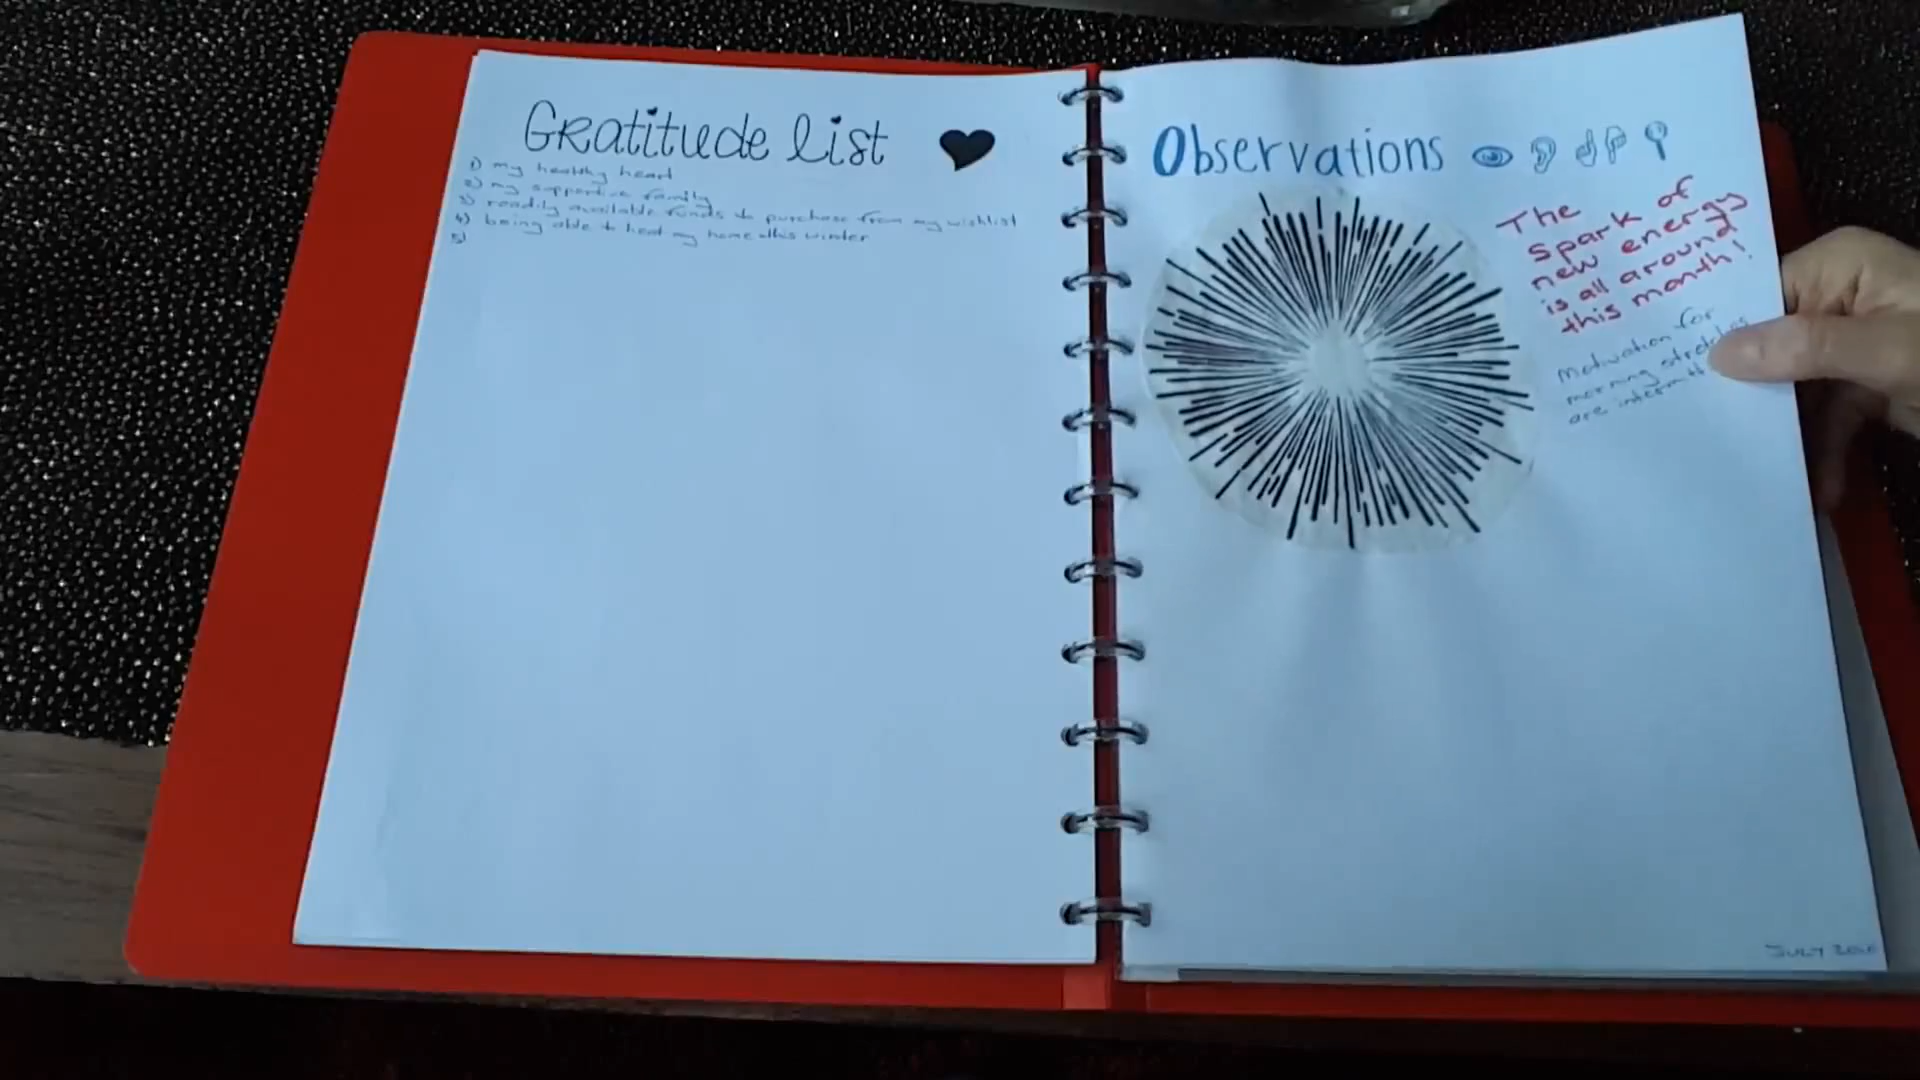 Gratitude list
1) my healthy heart
2) my supportive family
3) readily available funds to purchase from my wishlist
4) being able to heat my home this winter
5)
Observations
The
spark of
new energy
is all around
this month!
Motivation for
morning stretches
are
JULY